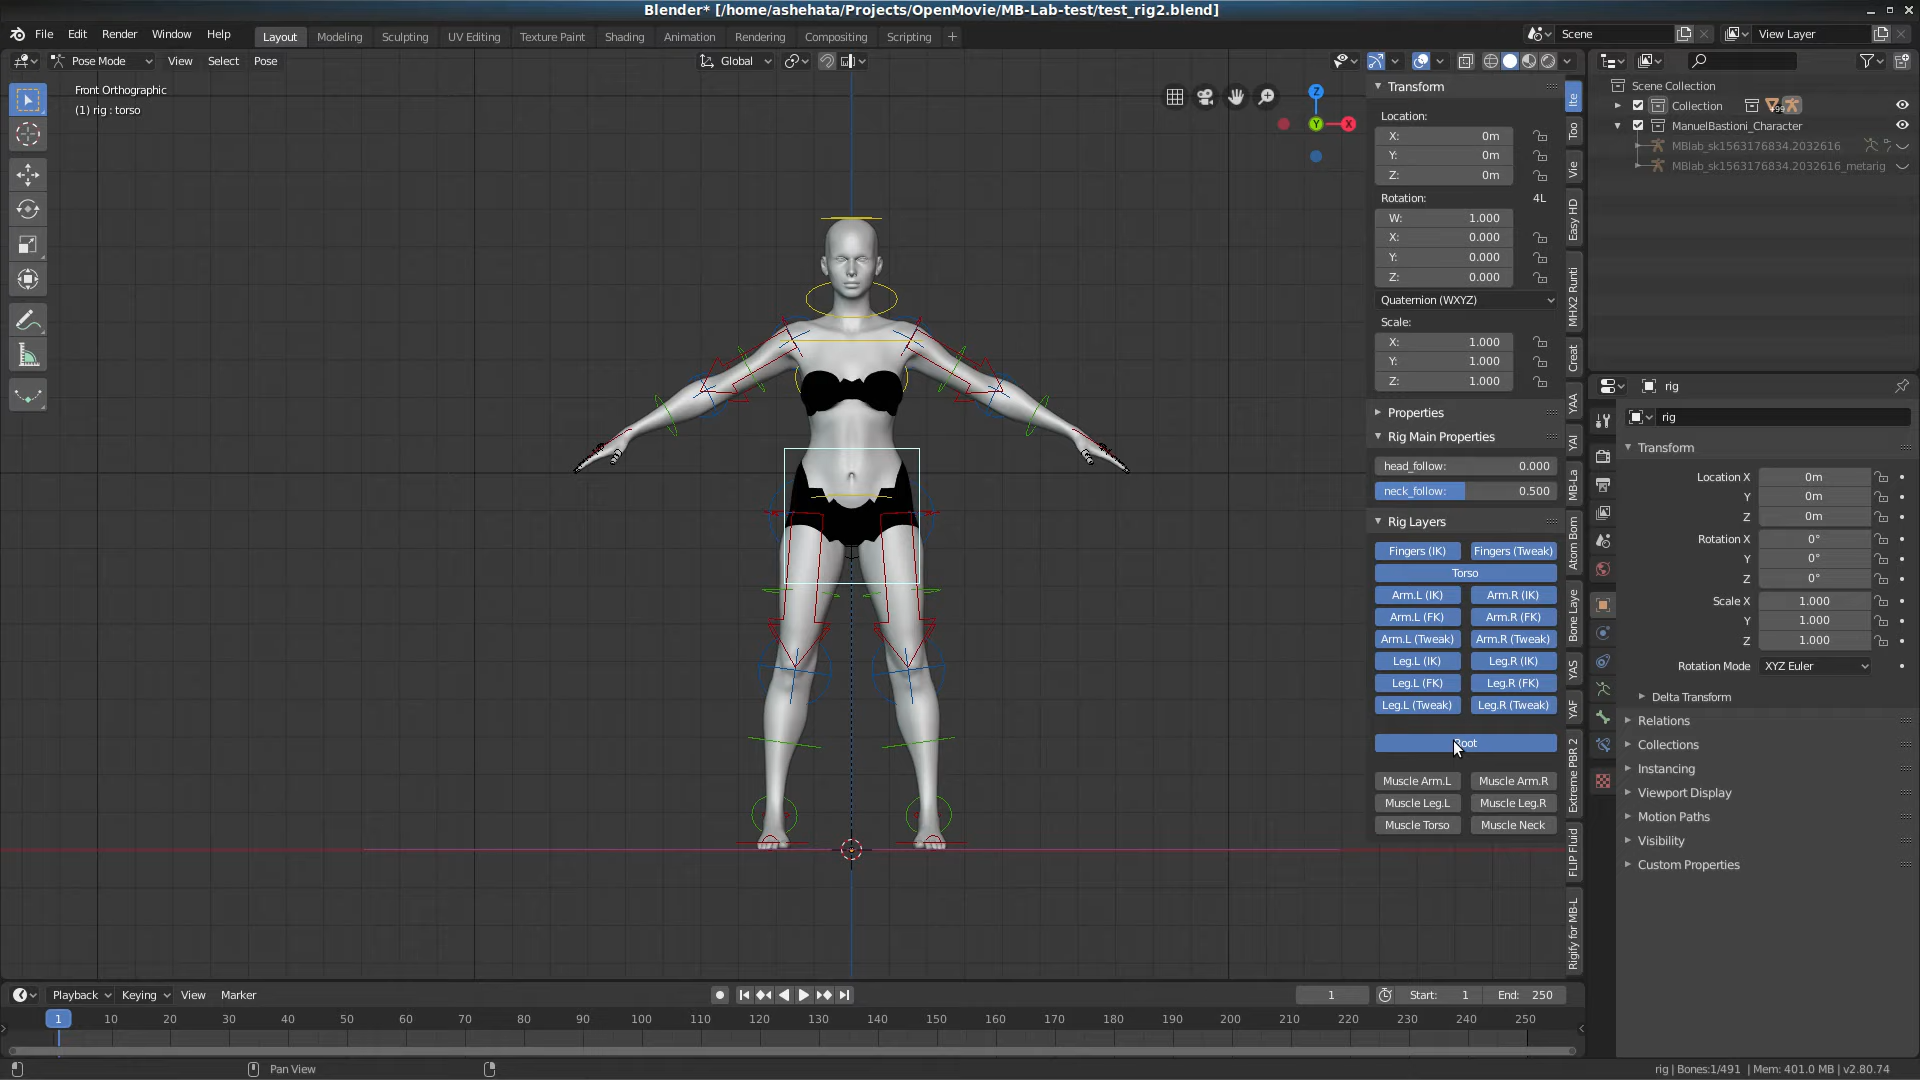 Blender* [/home/ashehata/Projects/OpenMovie/MB-Lab-test/test_rig2.blend]
File Edit Render Window Help Layout Modeling Sculpting UV Editing Texture Paint Shading Animation Rendering Compositing Scripting + Scene View Layer
Pose Mode View Select Pose Global
Front Orthographic
(1) rig : torso
Z
Y
X
Transform
Location:
X: 0m
Y: 0m
Z: 0m
Rotation: 4L
W: 1.000
X: 0.000
Y: 0.000
Z: 0.000
Quaternion (WXYZ)
Scale:
X: 1.000
Y: 1.000
Z: 1.000
Properties
Rig Main Properties
head_follow: 0.000
neck_follow: 0.500
Rig Layers
Fingers (IK) Fingers (Tweak)
Torso
Arm.L (IK) Arm.R (IK)
Arm.L (FK) Arm.R (FK)
Arm.L (Tweak) Arm.R (Tweak)
Leg.L (IK) Leg.R (IK)
Leg.L (FK) Leg.R (FK)
Leg.L (Tweak) Leg.R (Tweak)
Muscle Arm.L Muscle Arm.R
Muscle Leg.L Muscle Leg.R
Muscle Torso Muscle Neck
Ite
Too
Vie
Easy HD
MHX2 Runti
Creat
YAA
YAI
MB-La
Atom Bom
Bone Laye
YAS
YAF
Extreme PBR 2
FLIP Fluid
Rigify for MB-L
Scene Collection
Collection
ManuelBastioni_Character
MBlab_sk1563176834.2032616
MBlab_sk1563176834.2032616_metarig
rig
rig
Transform
Location X 0m
Y 0m
Z 0m
Rotation X 0°
Y 0°
Z 0°
Scale X 1.000
Y 1.000
Z 1.000
Rotation Mode XYZ Euler
Delta Transform
Relations
Collections
Instancing
Viewport Display
Motion Paths
Visibility
Custom Properties
Playback Keying View Marker 1 Start: 1 End: 250
1 10 20 30 40 50 60 70 80 90 100 110 120 130 140 150 160 170 180 190 200 210 220 230 240 250
Pan View rig | Bones:1/491 | Mem: 401.0 MB | v2.80.74